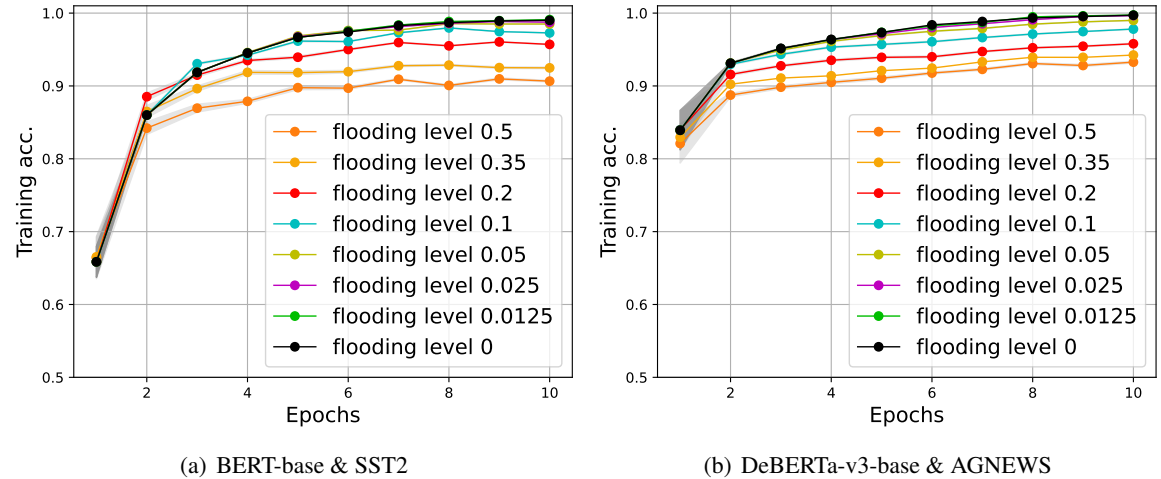 1.0
0.9
0.8
0.7
0.6
0.5
Training acc.
flooding level 0.5
flooding level 0.35
flooding level 0.2
flooding level 0.1
flooding level 0.05
flooding level 0.025
flooding level 0.0125
flooding level 0
2 4 6 8 10
Epochs
(a) BERT-base & SST2
1.0
0.9
0.8
0.7
0.6
0.5
Training acc.
flooding level 0.5
flooding level 0.35
flooding level 0.2
flooding level 0.1
flooding level 0.05
flooding level 0.025
flooding level 0.0125
flooding level 0
2 4 6 8 10
Epochs
(b) DeBERTa-v3-base & AGNEWS